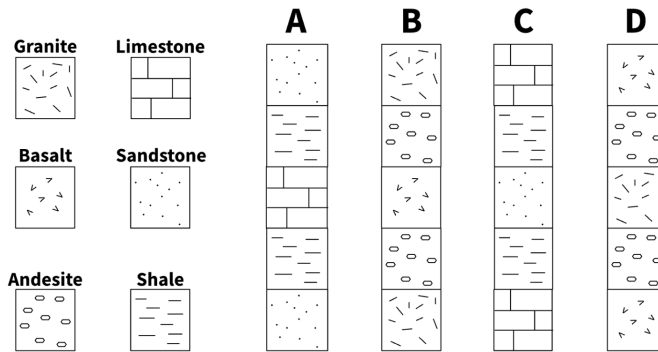 A B C D
Granite Limestone
Basalt Sandstone
Andesite Shale